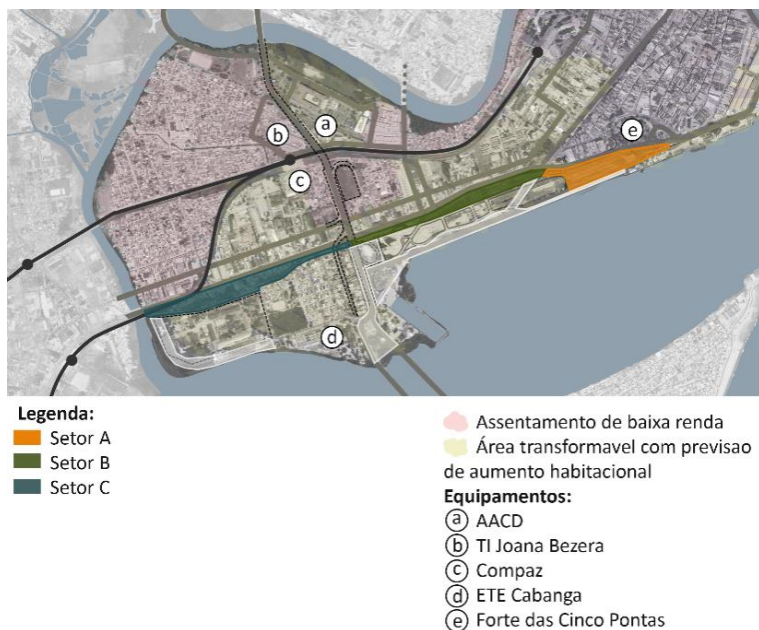 a
b
e
c
d
Legenda:
Setor A
Setor B
Setor C
Assentamento de baixa renda
Área transformavel com previsao
de aumento habitacional
Equipamentos:
a AACD
b TI Joana Bezera
c Compaz
d ETE Cabanga
e Forte das Cinco Pontas